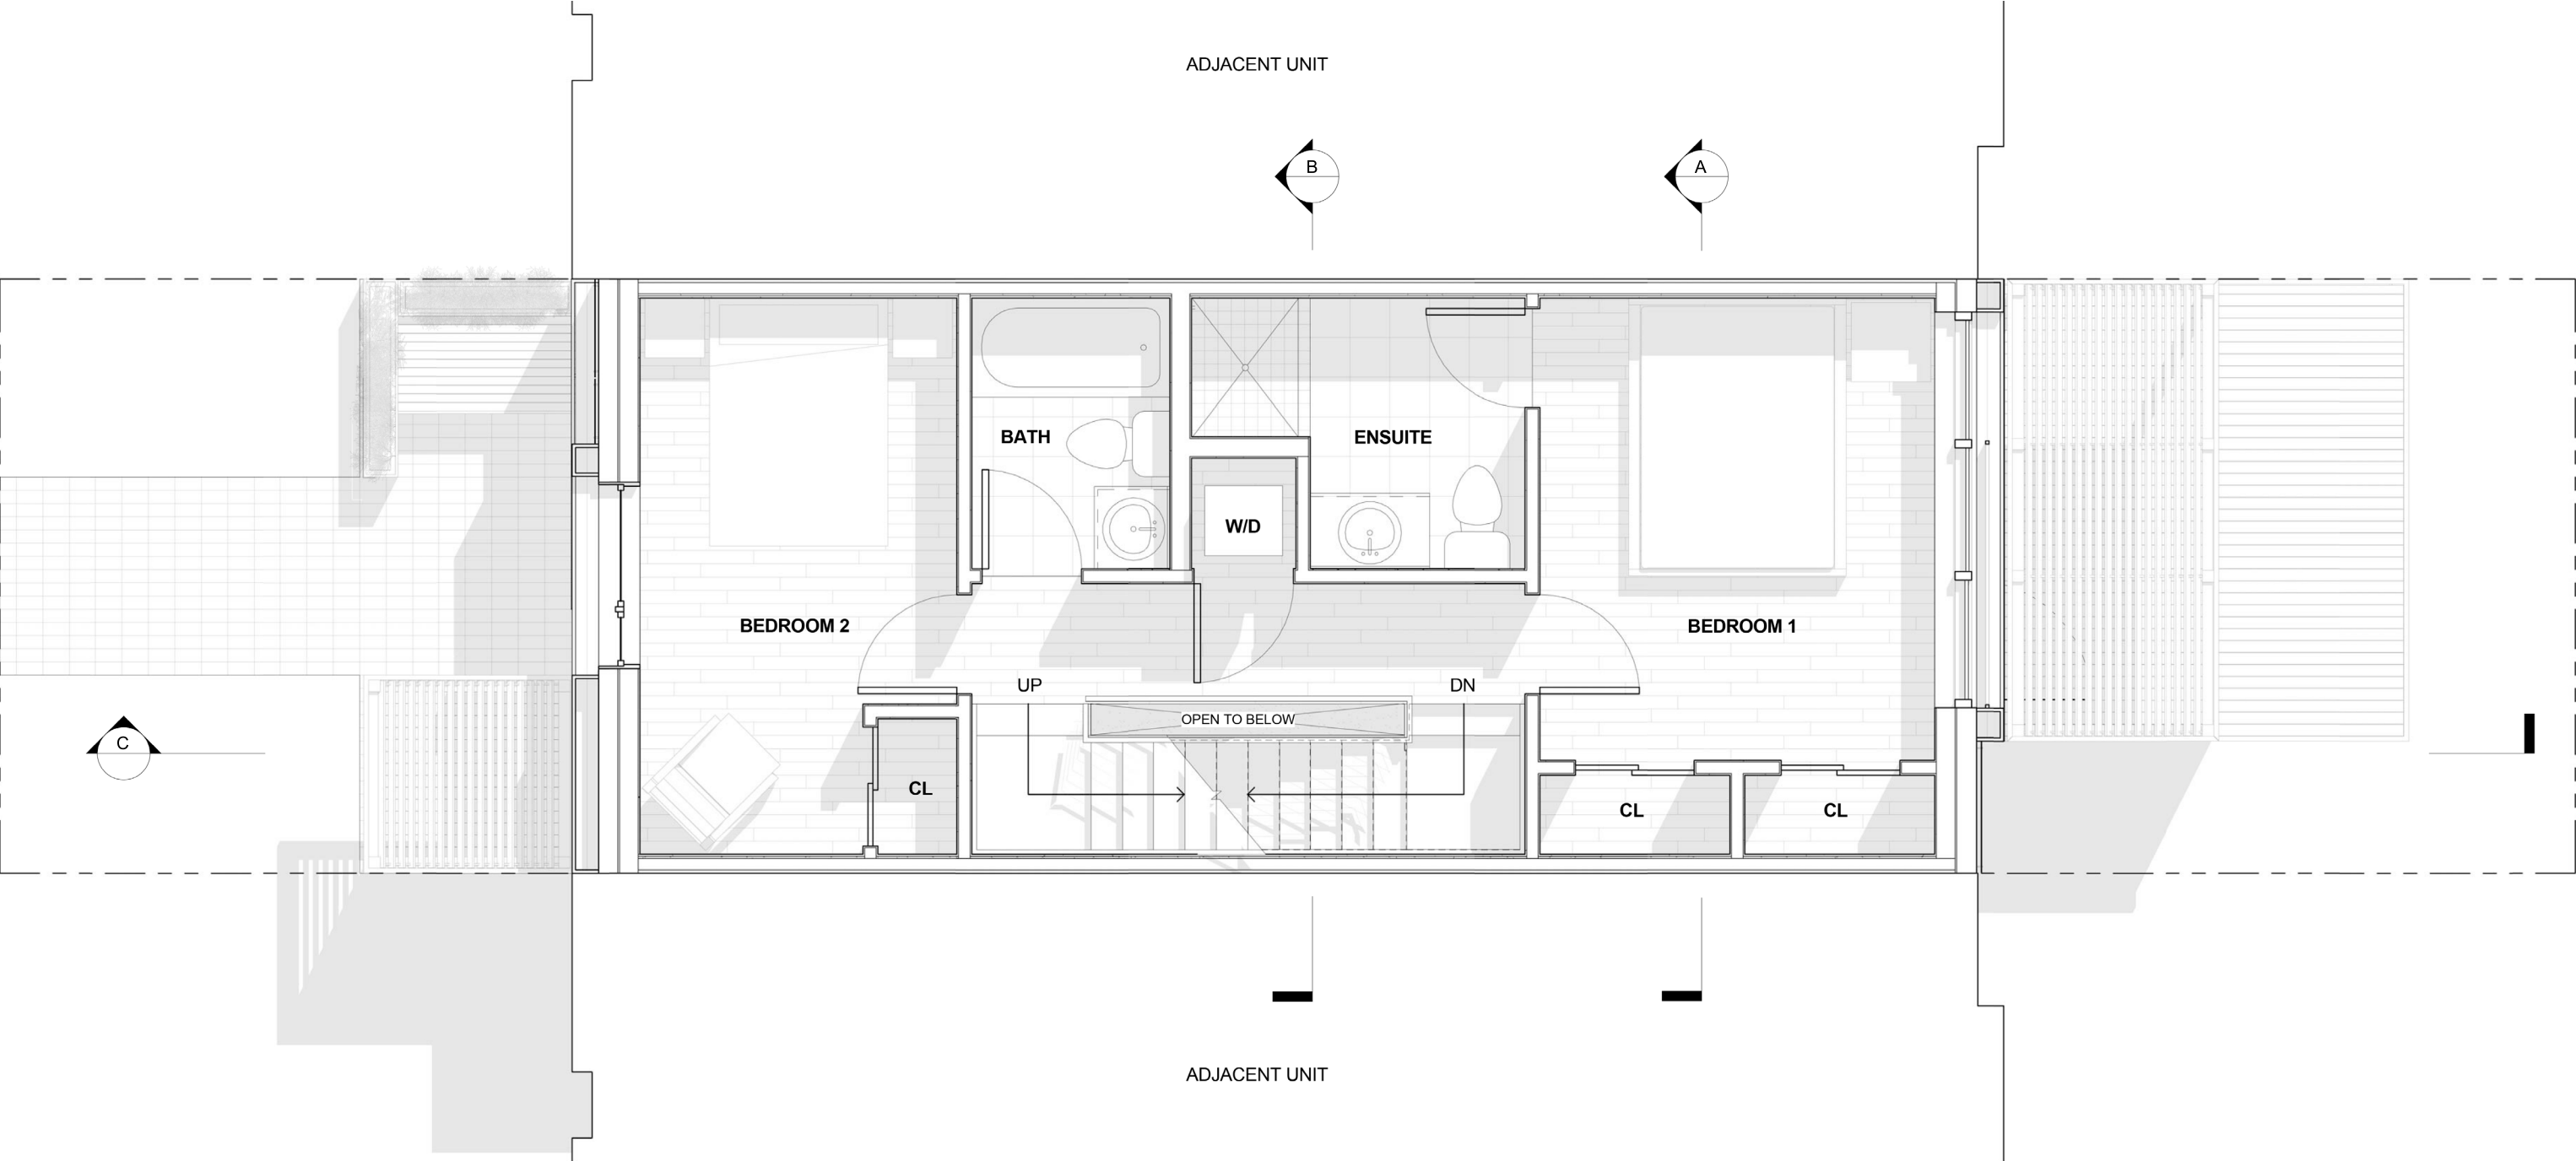 ADJACENT UNIT
B
A
BATH
ENSUITE
W/D
BEDROOM 2
BEDROOM 1
UP
DN
OPEN TO BELOW
C
CL
CL
CL
ADJACENT UNIT